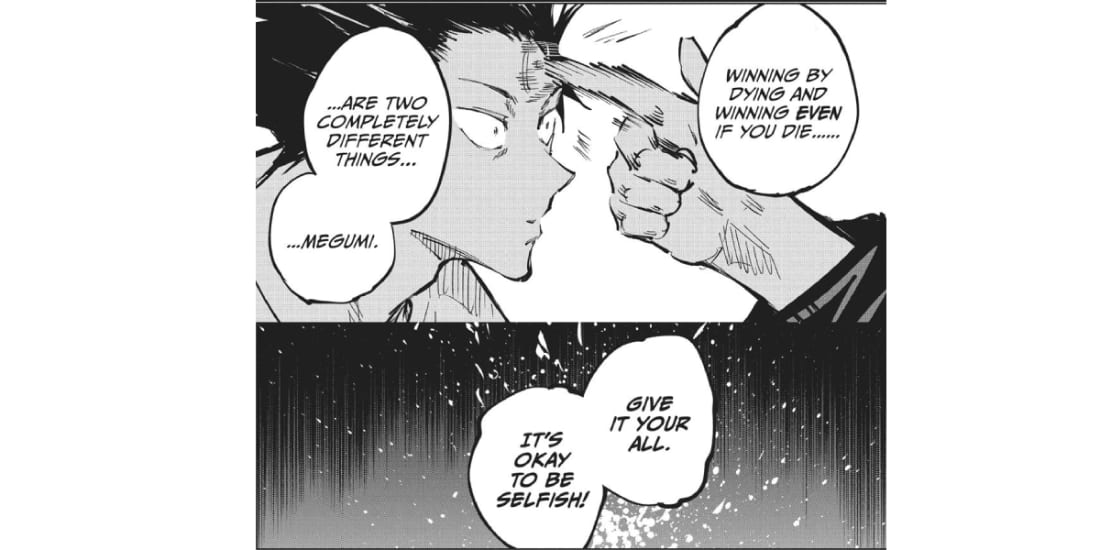 WINNING BY
DYING AND
WINNING EVEN
IF YOU DIE......
...ARE TWO
COMPLETELY
DIFFERENT
THINGS...
...MEGUMI.
GIVE
IT YOUR
ALL.
IT'S
OKAY
TO BE
SELFISH!